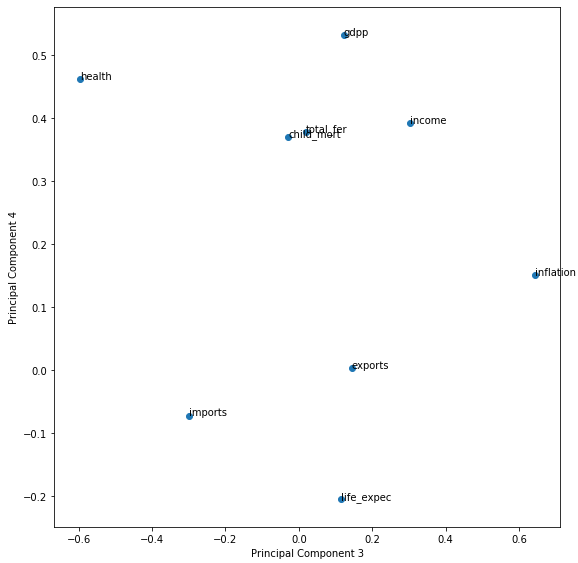 gdpp
0.5
health
income
0.4
total_fer
child_mort
0.3
0.2
inflation
0.1
exports
0.0
imports
−0.1
life_expec
−0.2
−0.6 −0.4 −0.2 0.0 0.2 0.4 0.6
Principal Component 3
Principal Component 4